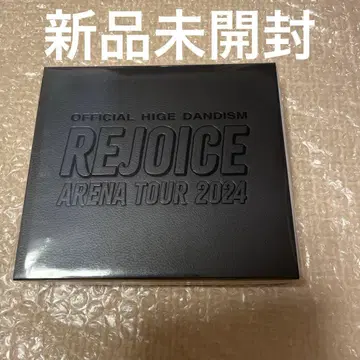 新品未開封
OFFICIAL HIGE DANDISM
REJOICE
ARENA TOUR 2024